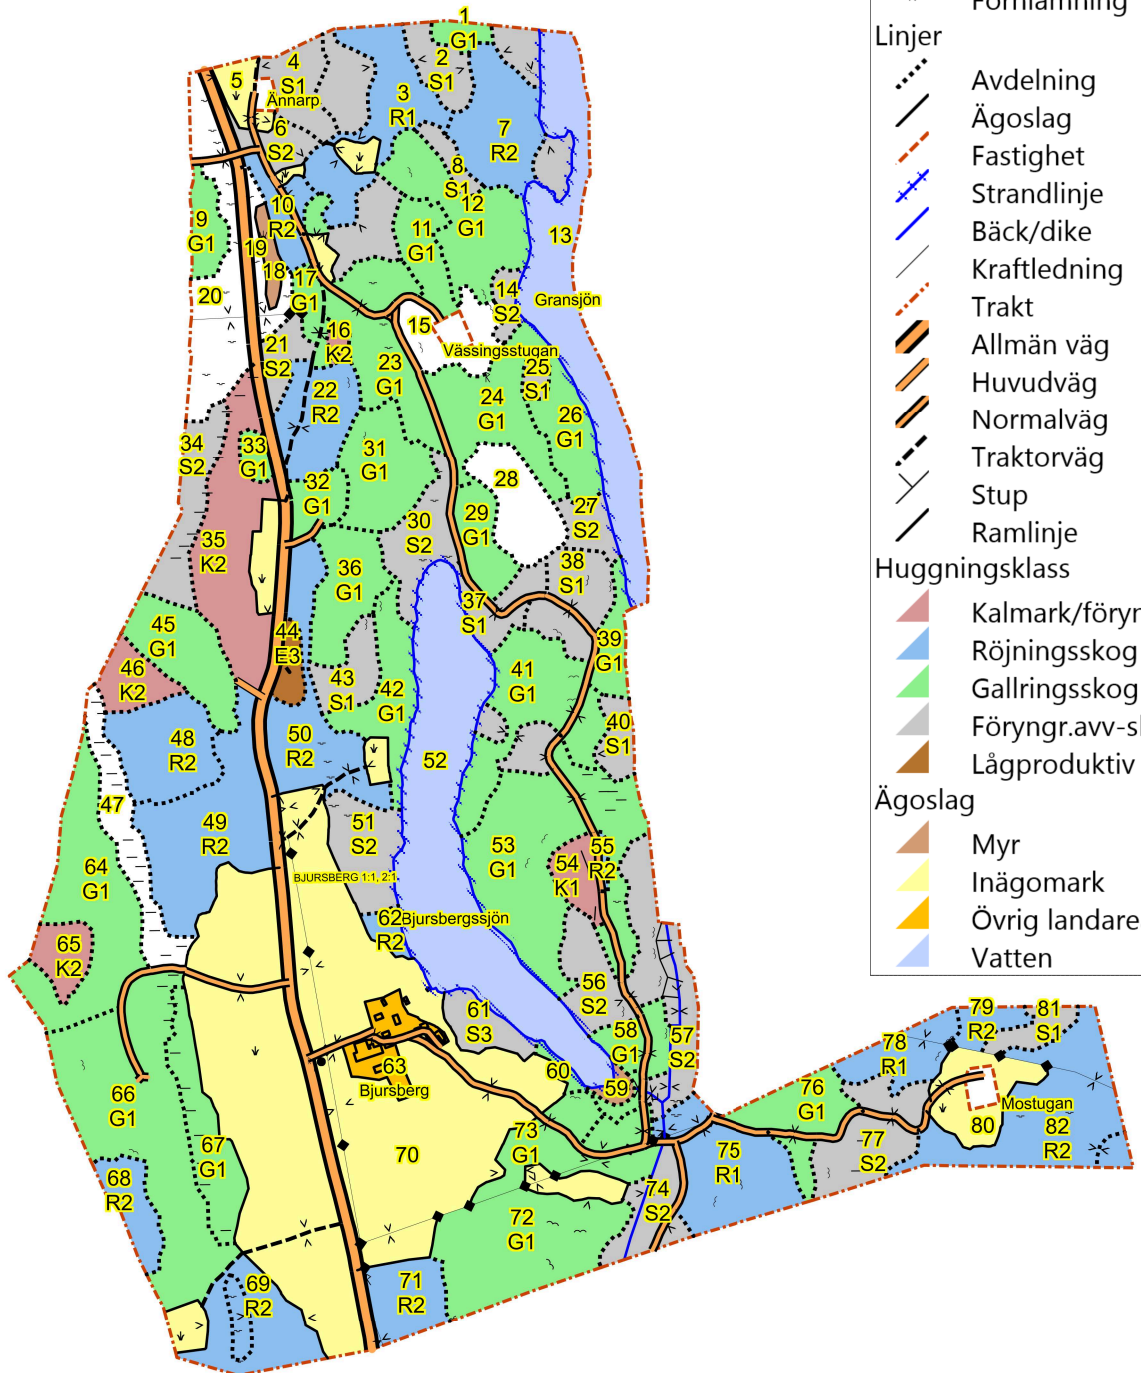 1
G1
2
S1
3
R1
4
S1
5
Ännarp
6
S2
7
R2
8
S1
9
G1
10
R2
11
G1
12
G1
13
14
S2
Gransjön
15
Vässingsstugan
16
K2
17
G1
18
19
20
21
S2
22
R2
23
G1
24
G1
25
S1
26
G1
27
S2
28
29
G1
30
S2
31
G1
32
G1
33
G1
34
S2
35
K2
36
G1
37
S1
38
S1
39
G1
40
S1
41
G1
42
G1
43
S1
44
E3
45
G1
46
K2
47
48
R2
49
R2
50
R2
51
S2
52
53
G1
54
K1
55
R2
BJURSBERG 1:1, 2:1
56
S2
57
S2
58
G1
59
60
61
S3
62
R2
Bjursbergssjön
63
Bjursberg
64
G1
65
K2
66
G1
67
G1
68
R2
69
R2
70
71
R2
72
G1
73
G1
74
S2
75
R1
76
G1
77
S2
78
R1
79
R2
80
Mostugan
81
S1
82
R2
Linjer
Avdelning
Ägoslag
Fastighet
Strandlinje
Bäck/dike
Kraftledning
Trakt
Allmän väg
Huvudväg
Normalväg
Traktorväg
Stup
Ramlinje
Huggningsklass
Kalmark/föryr
Röjningsskog
Gallringsskog
Föryngr.avv-sl
Lågproduktiv
Ägoslag
Myr
Inägomark
Övrig landare
Vatten